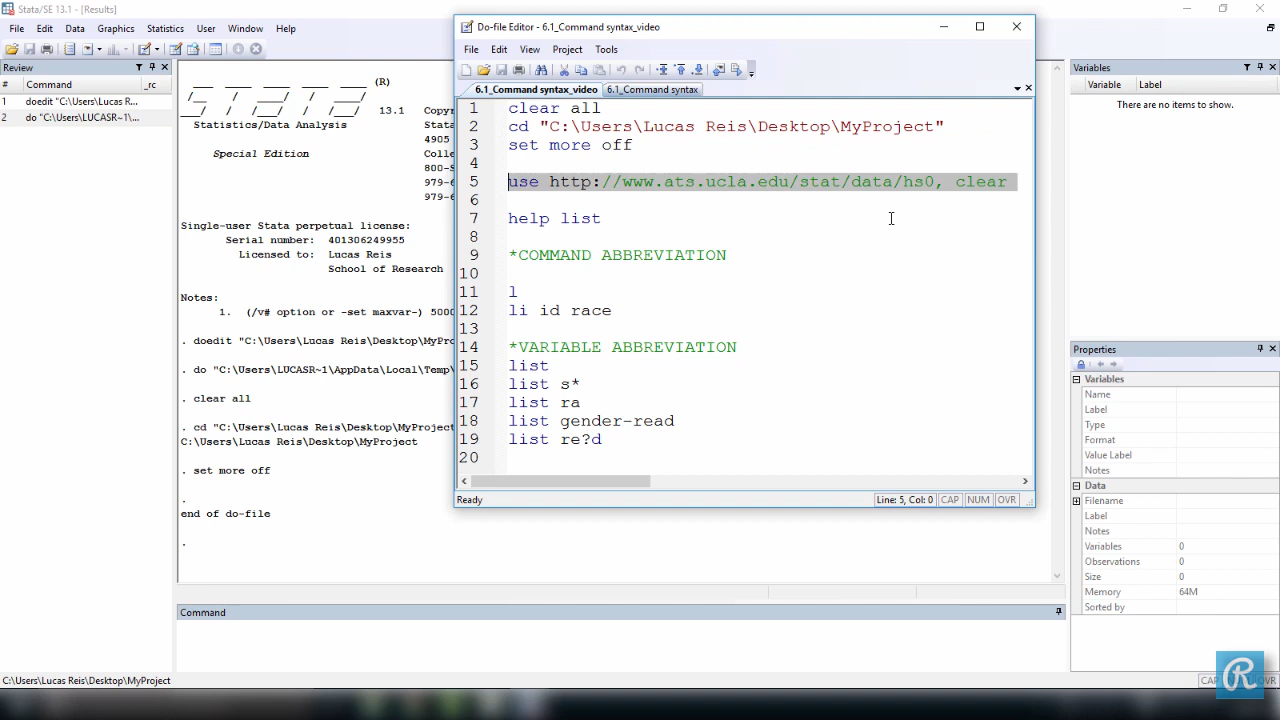 Stata/SE 13.1 - [Results]
File Edit Data Graphics Statistics User Window Help
Review
# Command _rc
1 doedit "C:\Users\Lucas R...
2 do "C:\Users\LUCASR~1\...
(R)
13.1 Copyr
Statistics/Data Analysis Stata
4905
Special Edition Colle
800-S
979-6
979-6
Single-user Stata perpetual license:
Serial number: 401306249955
Licensed to: Lucas Reis
School of Research
Notes:
1. (/v# option or -set maxvar-) 5000
. doedit "C:\Users\Lucas Reis\Desktop\MyPro
. do "C:\Users\LUCASR~1\AppData\Local\Temp\
. clear all
. cd "C:\Users\Lucas Reis\Desktop\MyProject
C:\Users\Lucas Reis\Desktop\MyProject
. set more off
.
end of do-file
.
Command
Do-file Editor - 6.1_Command syntax_video
File Edit View Project Tools
6.1_Command syntax_video 6.1_Command syntax
1 clear all
2 cd "C:\Users\Lucas Reis\Desktop\MyProject"
3 set more off
4
5 use http://www.ats.ucla.edu/stat/data/hs0, clear
6
7 help list
8
9 *COMMAND ABBREVIATION
10
11 l
12 li id race
13
14 *VARIABLE ABBREVIATION
15 list
16 list s*
17 list ra
18 list gender-read
19 list re?d
20
Ready Line: 5, Col: 0 CAP NUM OVR
Variables
Variable Label
There are no items to show.
Properties
Variables
Name
Label
Type
Format
Value Label
Notes
Data
Filename
Label
Notes
Variables 0
Observations 0
Size 0
Memory 64M
Sorted by
C:\Users\Lucas Reis\Desktop\MyProject
CAP OVR
R